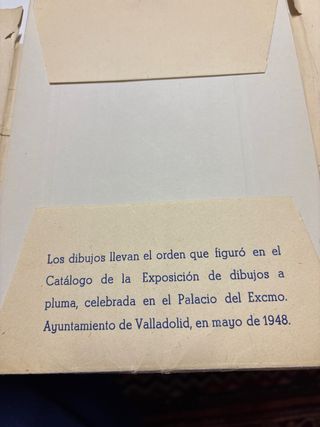 Los dibujos llevan el orden que figuró en el
Catálogo de la Exposición de dibujos a
pluma, celebrada en el Palacio del Excmo.
Ayuntamiento de Valladolid, en mayo de 1948.